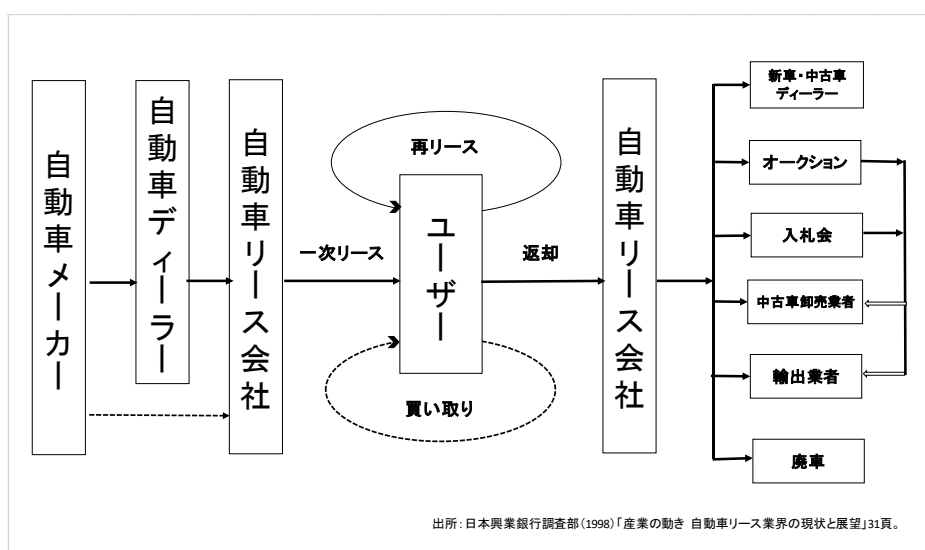 自動車メーカー
自動車ディーラー
自動車リース会社
一次リース
再リース
ユーザー
買い取り
返却
自動車リース会社
新車・中古車
ディーラー
オークション
入札会
中古車卸売業者
輸出業者
廃車
出所:日本興業銀行調査部(1998)「産業の動き 自動車リース業界の現状と展望」31頁。